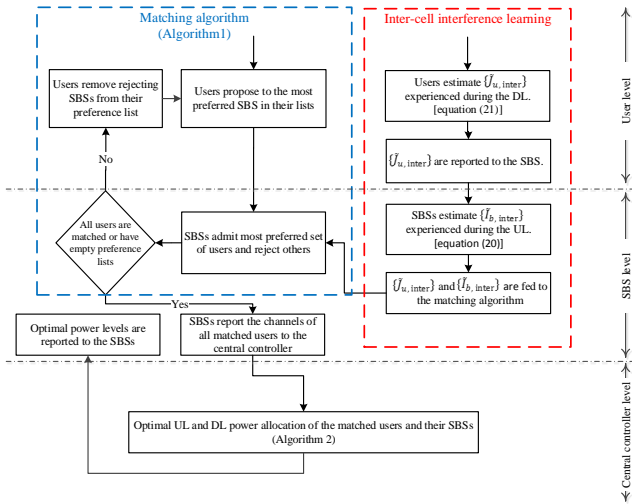 Matching algorithm
(Algorithm1)
Inter-cell interference learning
Users remove rejecting
SBSs from their
preference list
Users propose to the most
preferred SBS in their lists
Users estimate {J̃u, inter}
experienced during the DL.
[equation (21)]
{J̃u, inter} are reported to the SBS.
No
User level
All users are
matched or have
empty preference
lists
SBSs admit most preferred set
of users and reject others
SBSs estimate {Ĩb, inter}
experienced during the UL.
[equation (20)]
{J̃u, inter} and {Ĩb, inter} are fed to
the matching algorithm
Yes
SBS level
Optimal power levels are
reported to the SBSs
SBSs report the channels of
all matched users to the
central controller
Optimal UL and DL power allocation of the matched users and their SBSs
(Algorithm 2)
Central controller level